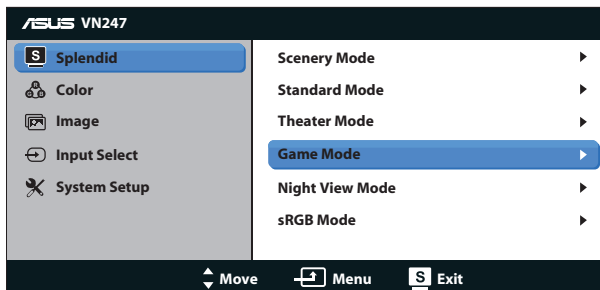 ASUS VN247
S Splendid
Color
Image
Input Select
System Setup
Scenery Mode
Standard Mode
Theater Mode
Game Mode
Night View Mode
sRGB Mode
Move Menu S Exit